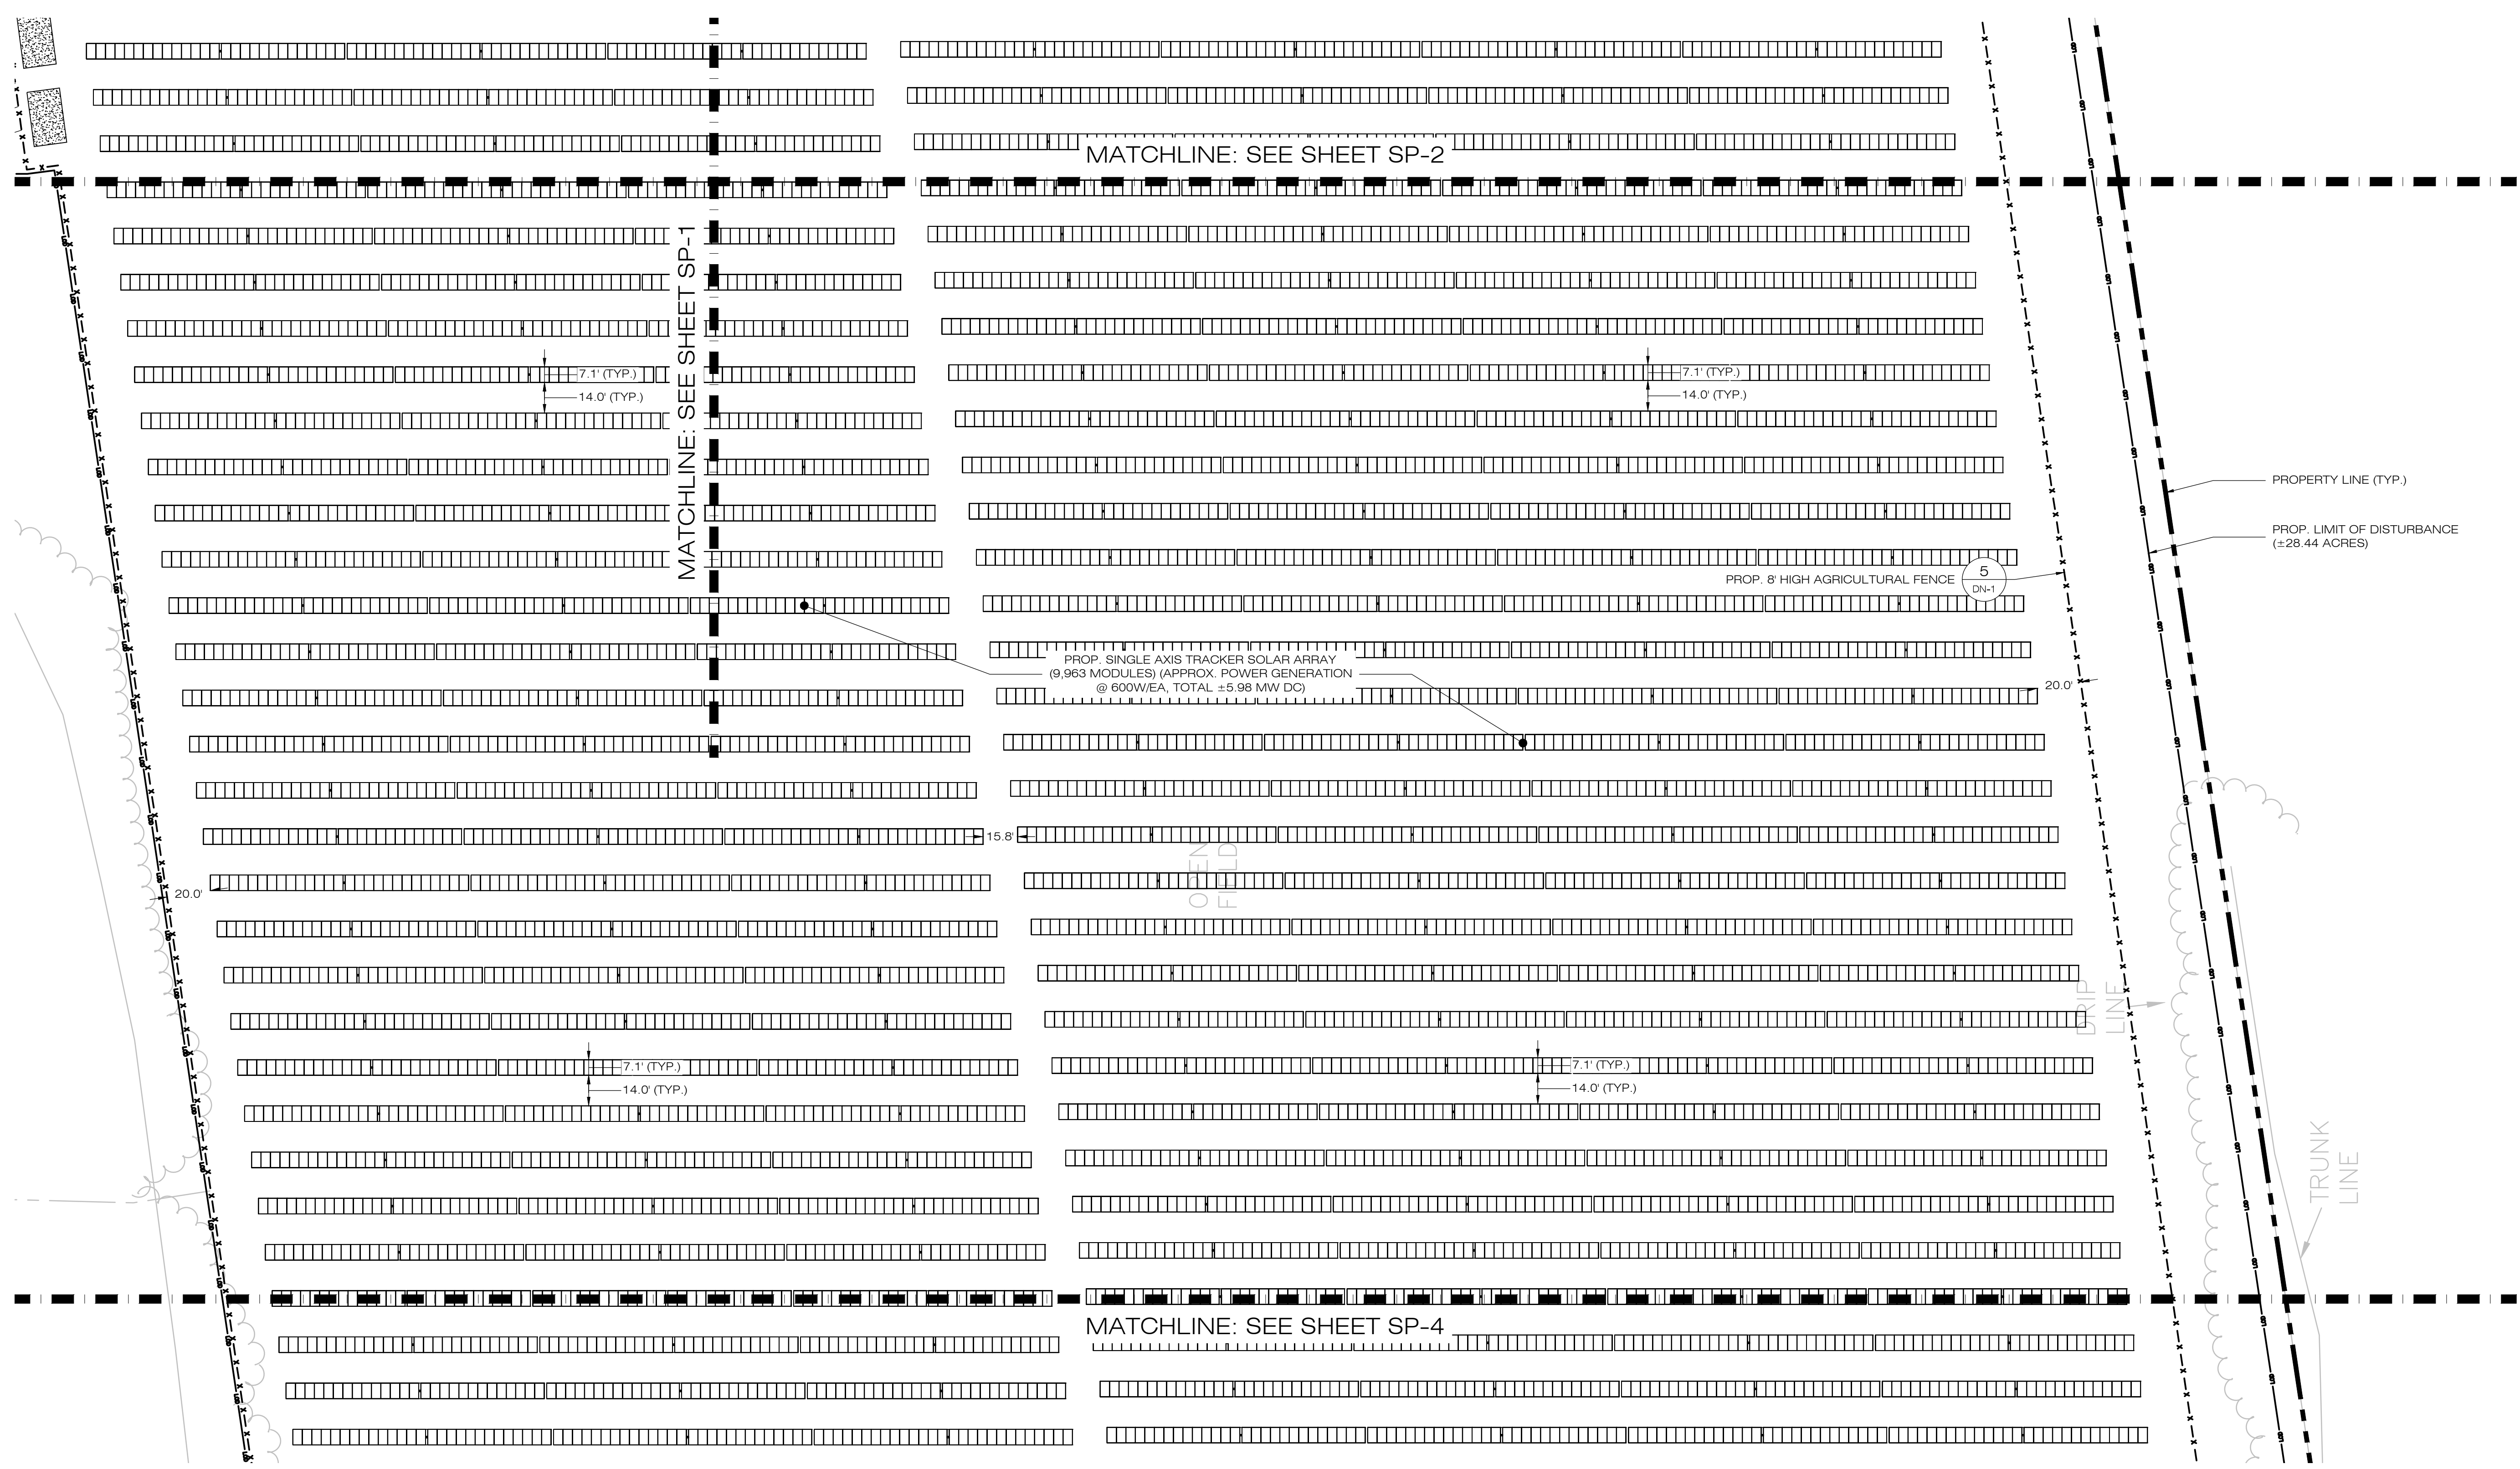 MATCHLINE: SEE SHEET SP-2
MATCHLINE: SEE SHEET SP-1
7.1' (TYP.)
14.0' (TYP.)
7.1' (TYP.)
14.0' (TYP.)
PROPERTY LINE (TYP.)
PROP. LIMIT OF DISTURBANCE
(±28.44 ACRES)
PROP. 8' HIGH AGRICULTURAL FENCE
5
DN-1
PROP. SINGLE AXIS TRACKER SOLAR ARRAY
(9,963 MODULES) (APPROX. POWER GENERATION
@ 600W/EA, TOTAL ±5.98 MW DC)
20.0'
15.8'
OPEN
FIELD
20.0'
DRIP
LINE
7.1' (TYP.)
14.0' (TYP.)
7.1' (TYP.)
14.0' (TYP.)
TRUNK
LINE
MATCHLINE: SEE SHEET SP-4